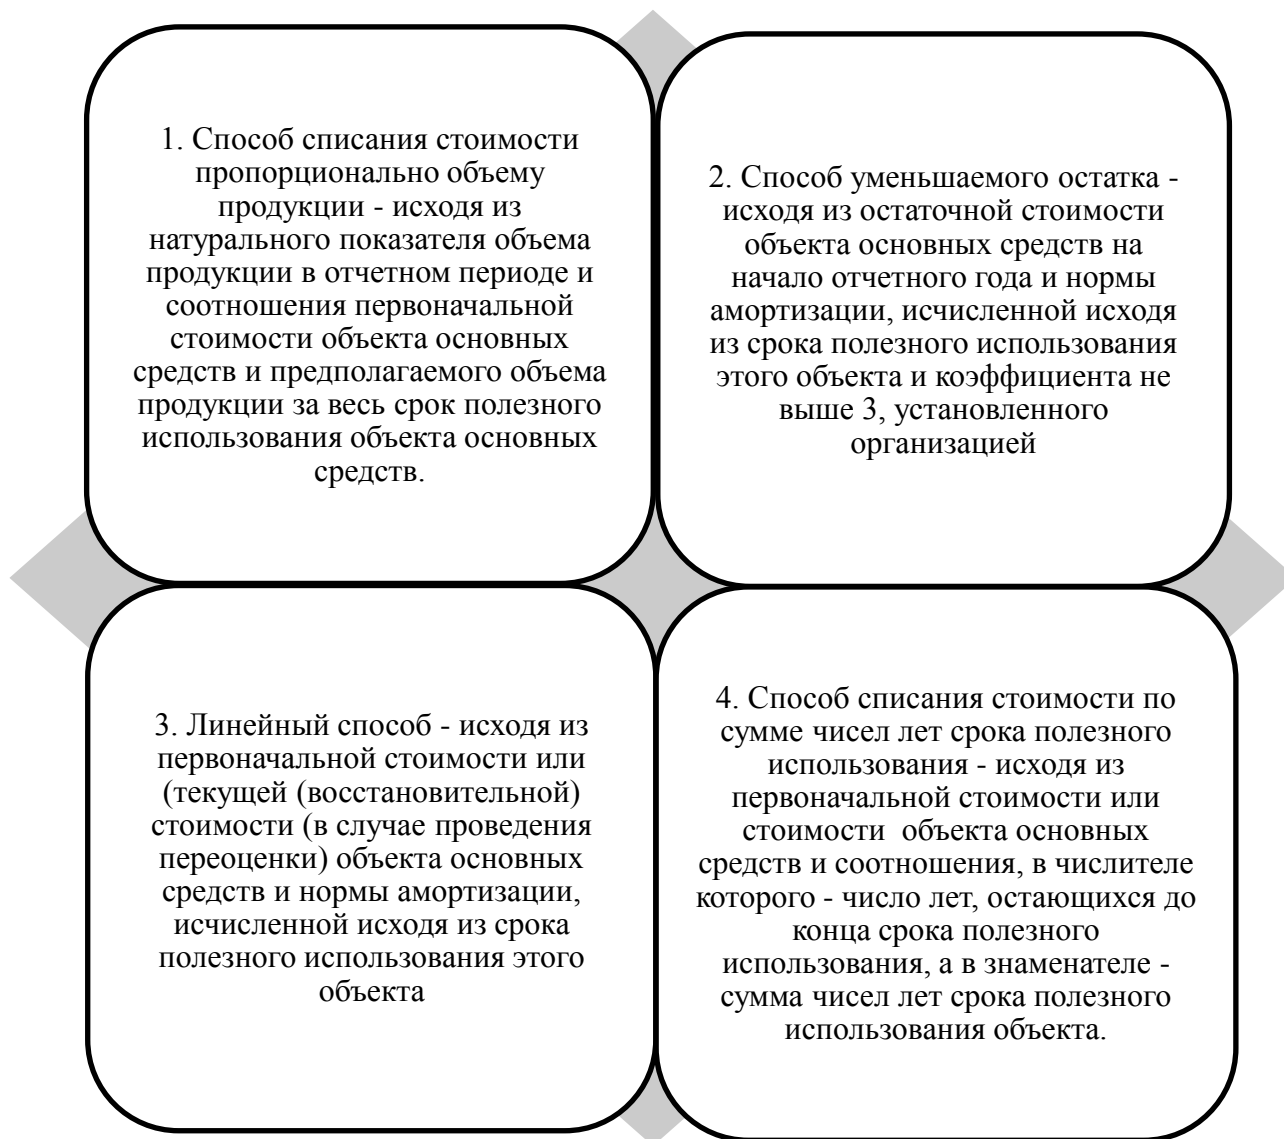 1. Способ списания стоимости
пропорционально объему
продукции - исходя из
натурального показателя объема
продукции в отчетном периоде и
соотношения первоначальной
стоимости объекта основных
средств и предполагаемого объема
продукции за весь срок полезного
использования объекта основных
средств.
2. Способ уменьшаемого остатка -
исходя из остаточной стоимости
объекта основных средств на
начало отчетного года и нормы
амортизации, исчисленной исходя
из срока полезного использования
этого объекта и коэффициента не
выше 3, установленного
организацией
3. Линейный способ - исходя из
первоначальной стоимости или
(текущей (восстановительной)
стоимости (в случае проведения
переоценки) объекта основных
средств и нормы амортизации,
исчисленной исходя из срока
полезного использования этого
объекта
4. Способ списания стоимости по
сумме чисел лет срока полезного
использования - исходя из
первоначальной стоимости или
стоимости  объекта основных
средств и соотношения, в числителе
которого - число лет, остающихся до
конца срока полезного
использования, а в знаменателе -
сумма чисел лет срока полезного
использования объекта.